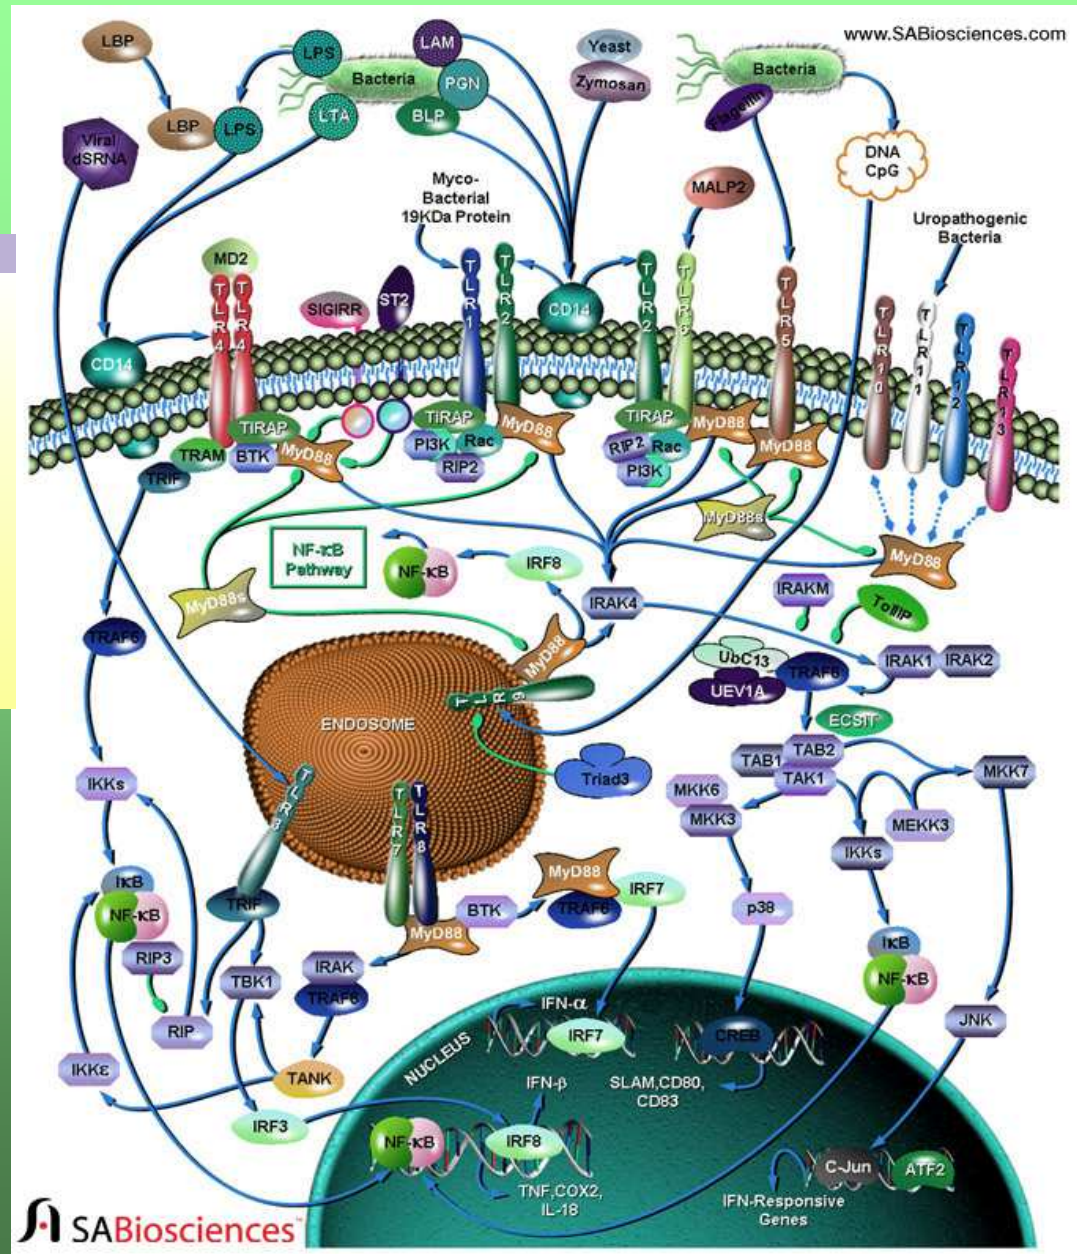 www.SABiosciences.com
LBP
LPS
LAM
Bacteria
PGN
BLP
LTA
LBP
LPS
Yeast
Zymosan
Bacteria
Flagellin
Viral
dSRNA
DNA
CpG
Myco-
Bacterial
19KDa Protein
MALP2
Uropathogenic
Bacteria
MD2
TLR4
TLR4
SIGIRR
ST2
TLR1
TLR2
CD14
TLR2
TLR6
TLR5
TLR10
TLR11
TLR12
TLR13
CD14
TIRAP
TRAM
BTK
MyD88
TRIF
TiRAP
PI3K
Rac
RIP2
MyD88
TIRAP
RIP2
Rac
PI3K
MyD88
MyD88
MyD88s
MyD88
NF-κB
Pathway
NF-κB
IRF8
IRAK4
IRAKM
TollIP
MyD88s
TRAF6
MyD88
UbC13
UEV1A
TRAF6
IRAK1
IRAK2
TLR9
ENDOSOME
ECSIT
TAB2
TAB1
TAK1
MKK7
Triad3
MKK6
MKK3
MEKK3
IKKs
IKKs
TLR3
TLR7
TLR8
MyD88
TRAF6
IRF7
BTK
MyD88
p38
IκB
NF-κB
RIP3
TRIF
IκB
NF-κB
TBK1
IRAK
TRAF6
RIP
IKKε
TANK
IRF3
JNK
NUCLEUS
IFN-α
IRF7
CREB
IFN-β
SLAM,CD80,
CD83
NF-κB
IRF8
TNF,COX2,
IL-18
C-Jun
ATF2
IFN-Responsive
Genes
SABiosciences™